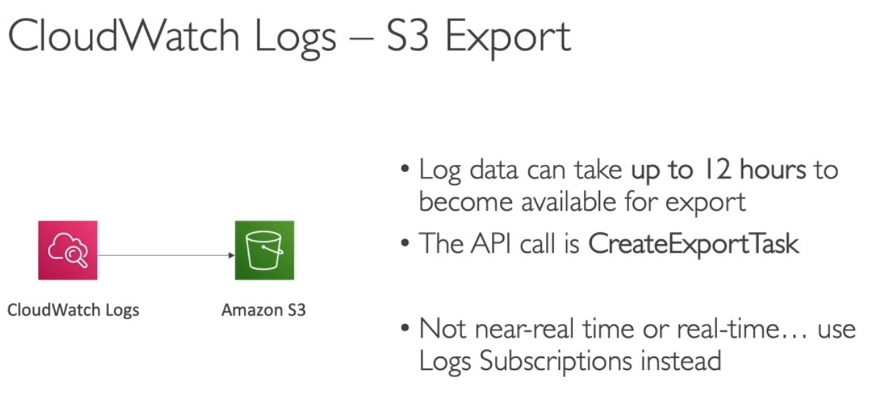 CloudWatch Logs – S3 Export
• Log data can take up to 12 hours to
become available for export
• The API call is CreateExportTask
CloudWatch Logs
Amazon S3
• Not near-real time or real-time... use
Logs Subscriptions instead